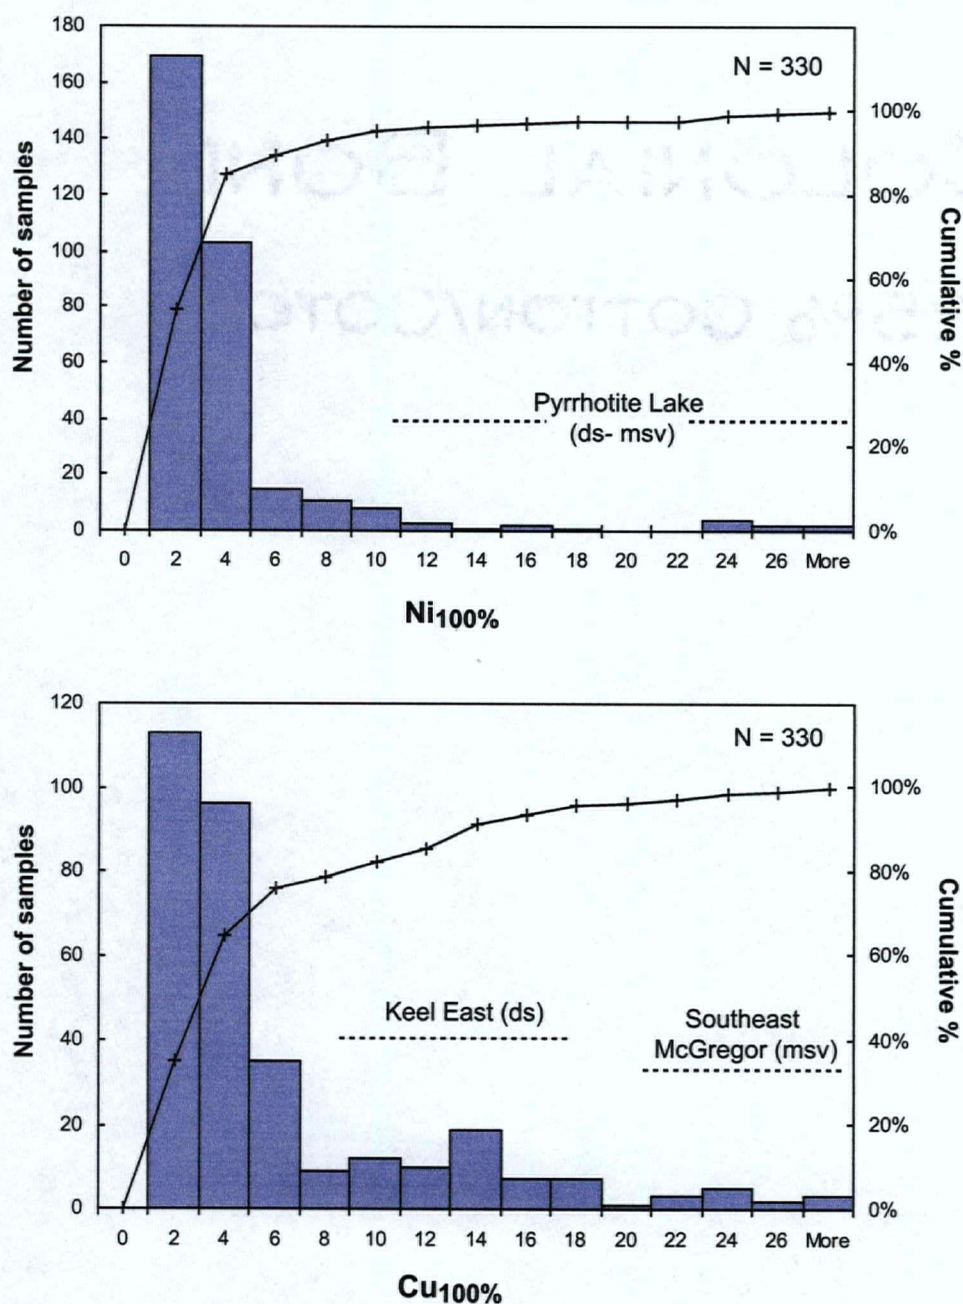 180
160
140
120
100
80
60
40
20
0
Number of samples
N = 330
100%
80%
60%
40%
20%
0%
Cumulative %
Pyrrhotite Lake
(ds- msv)
0 2 4 6 8 10 12 14 16 18 20 22 24 26 More
Ni100%
120
100
80
60
40
20
0
Number of samples
N = 330
100%
80%
60%
40%
20%
0%
Cumulative %
Keel East (ds)
Southeast
McGregor (msv)
0 2 4 6 8 10 12 14 16 18 20 22 24 26 More
Cu100%